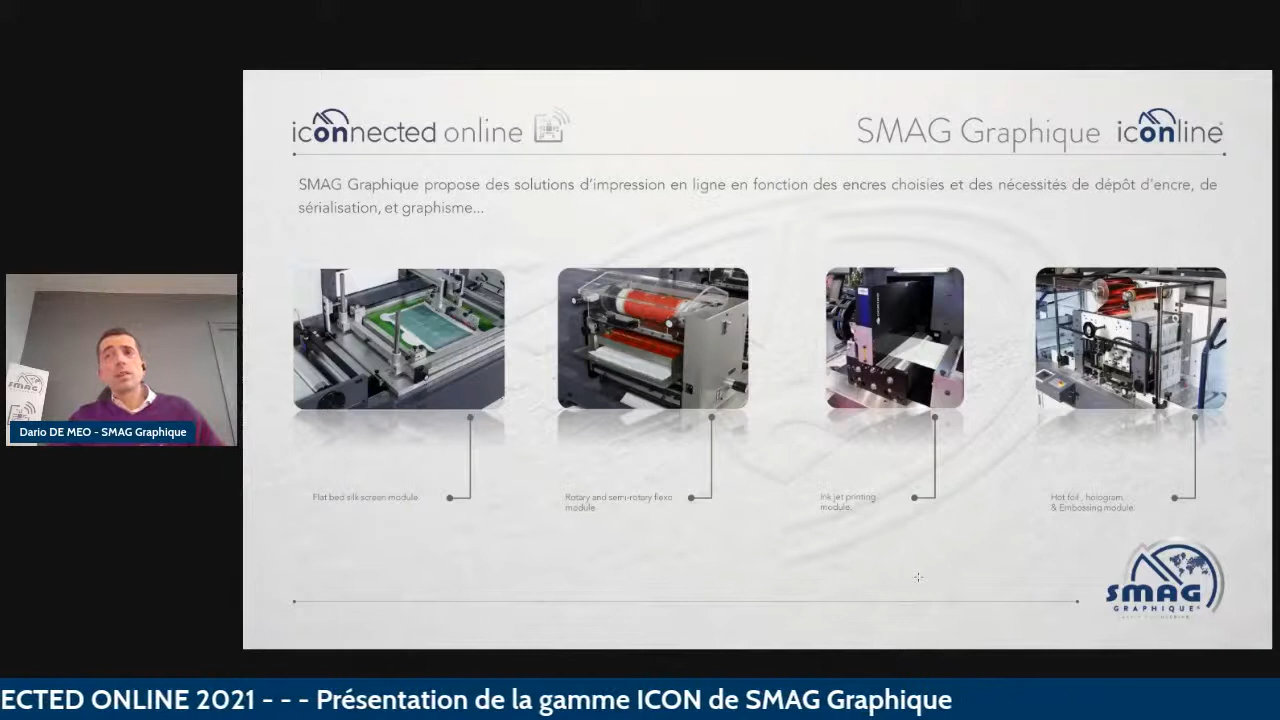 iconnected online
SMAG Graphique iconline
SMAG Graphique propose des solutions d'impression en ligne en fonction des encres choisies et des nécessités de dépôt d'encre, de
sérialisation, et graphisme...
Flat bed silk screen module
Rotary and semi-rotary flexo
module.
Ink jet printing
module.
Hot foil, hologram,
& Embossing module.
SMAG
GRAPHIQUE
SMAG
Dario DE MEO - SMAG Graphique
ECTED ONLINE 2021 - - - Présentation de la gamme ICON de SMAG Graphique